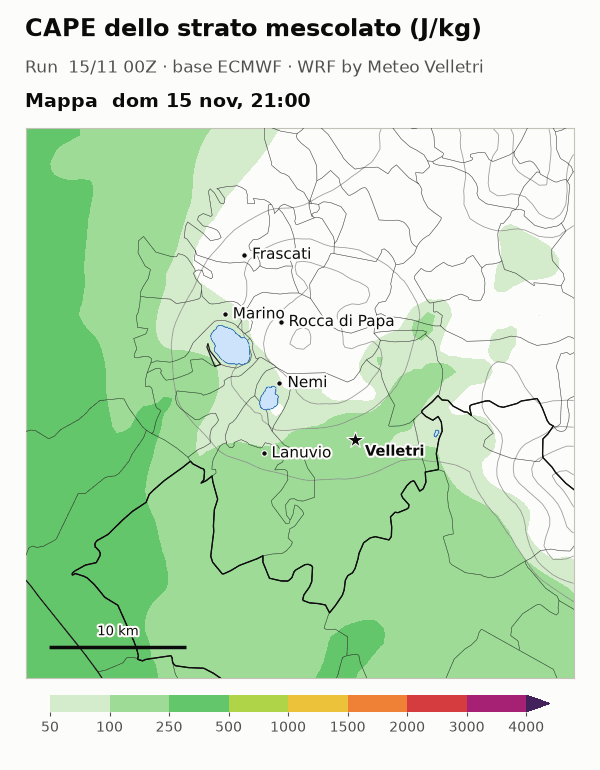 CAPE dello strato mescolato (J/kg)
Run  15/11 00Z · base ECMWF · WRF by Meteo Velletri
Mappa  dom 15 nov, 21:00
Frascati
Marino
Rocca di Papa
Nemi
Velletri
Lanuvio
10 km
50 100 250 500 1000 1500 2000 3000 4000